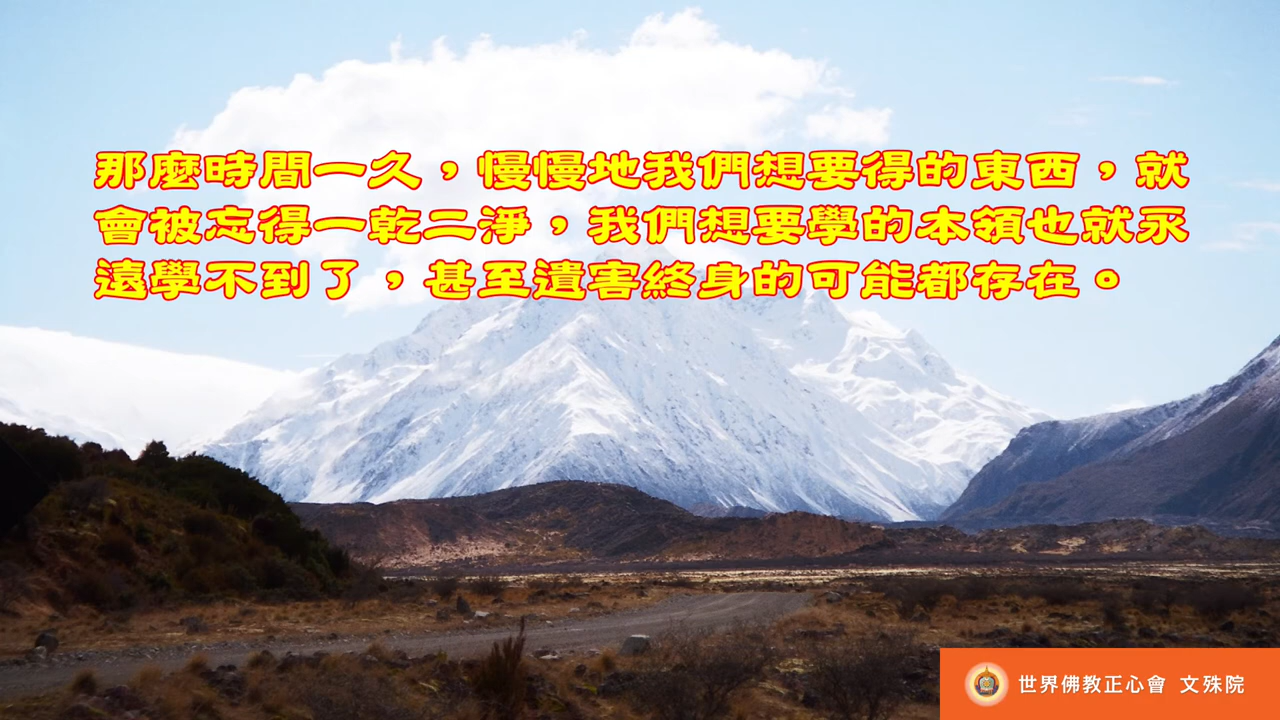 那麼時間一久，慢慢地我們想要得的東西，就
會被忘得一乾二淨，我們想要學的本領也就永
遠學不到了，甚至遺害終身的可能都存在。
世界佛教正心會 文殊院